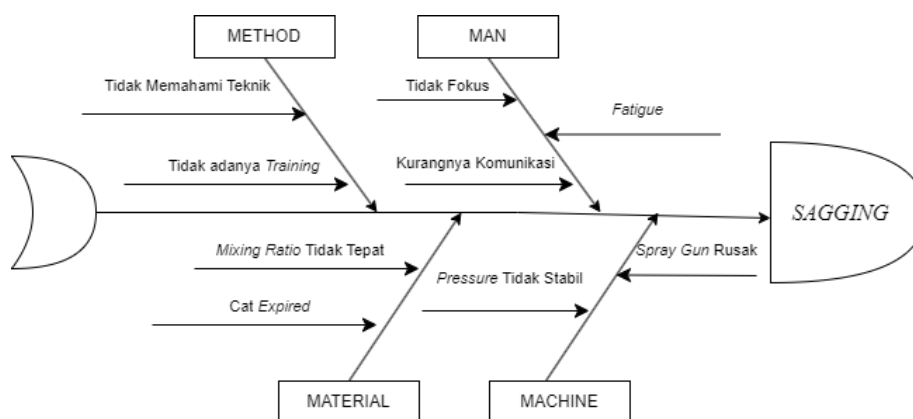 METHOD
MAN
Tidak Memahami Teknik
Tidak Fokus
Fatigue
Tidak adanya Training
Kurangnya Komunikasi
SAGGING
Mixing Ratio Tidak Tepat
Spray Gun Rusak
Pressure Tidak Stabil
Cat Expired
MATERIAL
MACHINE